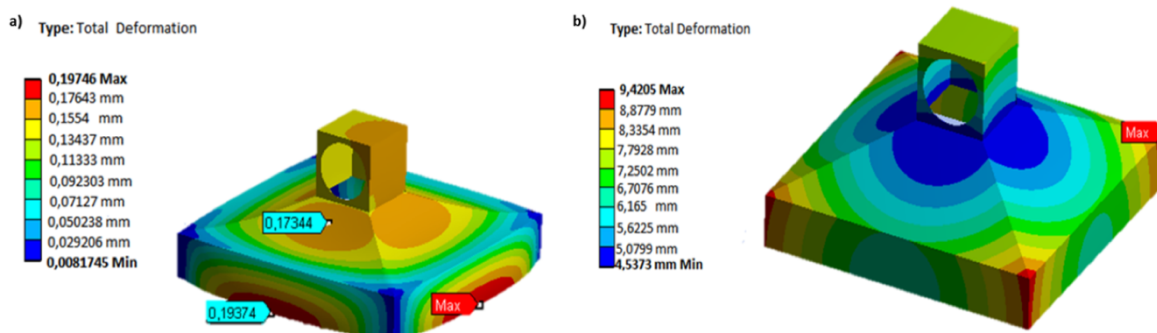 a)
Type: Total Deformation
0,19746 Max
0,17643 mm
0,1554 mm
0,13437 mm
0,11333 mm
0,092303 mm
0,07127 mm
0,050238 mm
0,029206 mm
0,0081745 Min
0,17344
0,19374
Max
b)
Type: Total Deformation
9,4205 Max
8,8779 mm
8,3354 mm
7,7928 mm
7,2502 mm
6,7076 mm
6,165 mm
5,6225 mm
5,0799 mm
4,5373 mm Min
Max